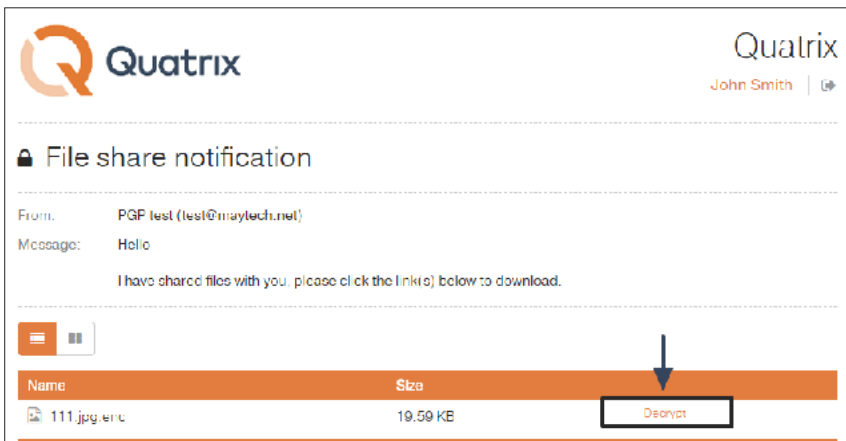 Quatrix
Quatrix
John Smith
File share notification
From: PGP test (test@maytech.net)
Message: Hello
I have shared files with you, please click the link(s) below to download.
Name Size
111.jpg.enc 19.59 KB Decrypt